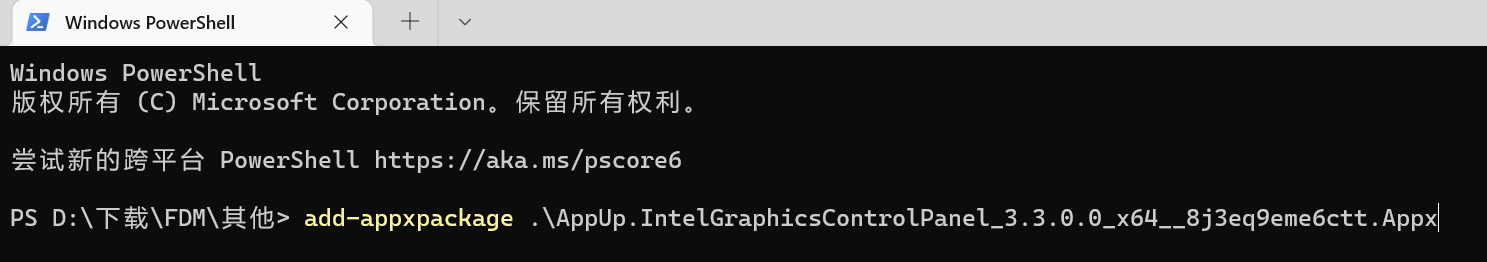 Windows PowerShell
Windows PowerShell
版权所有 (C) Microsoft Corporation。保留所有权利。
尝试新的跨平台 PowerShell https://aka.ms/pscore6
PS D:\下载\FDM\其他> add-appxpackage .\AppUp.IntelGraphicsControlPanel_3.3.0.0_x64__8j3eq9eme6ctt.Appx